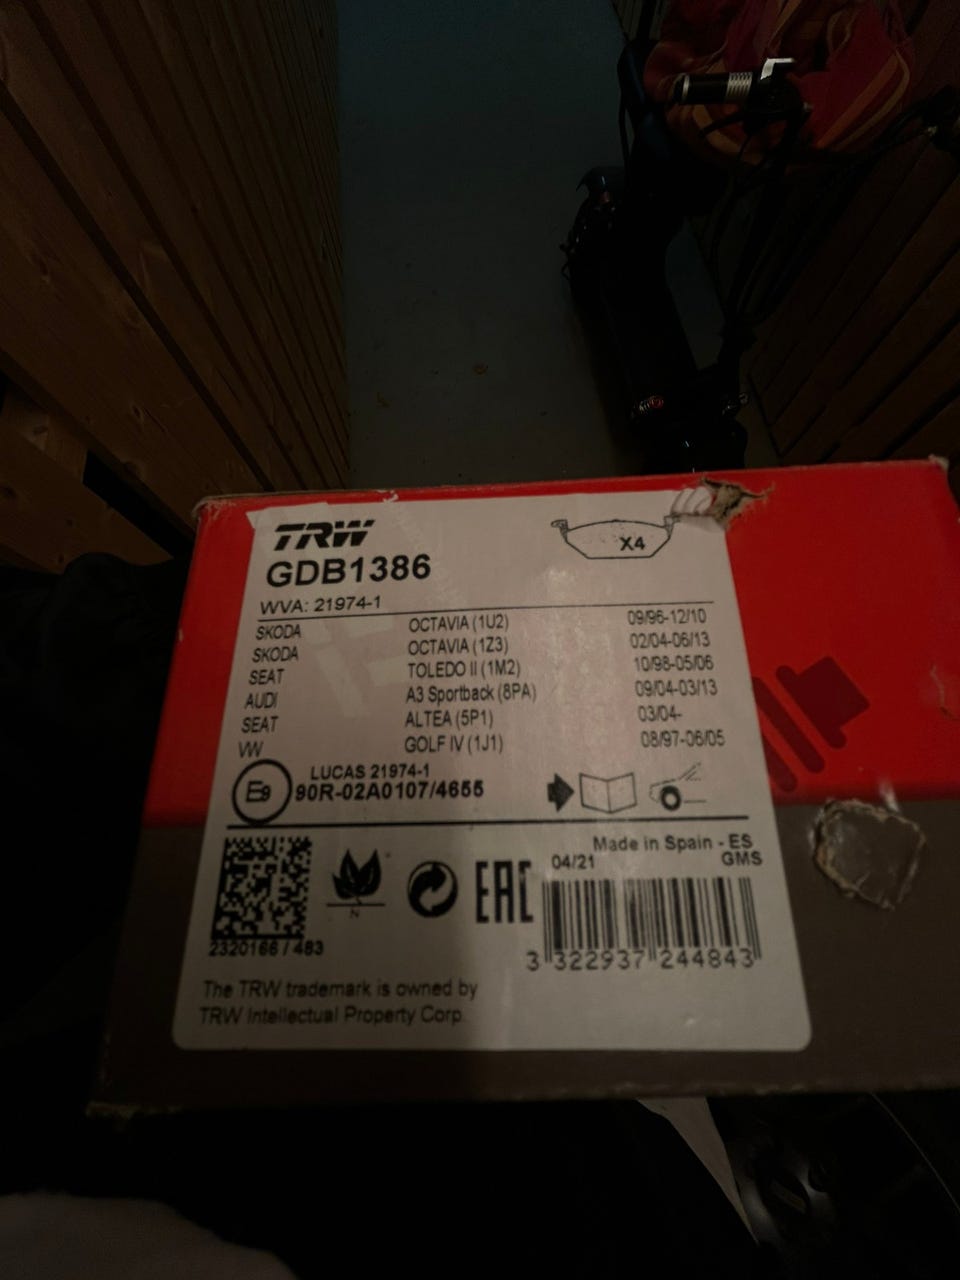 TRW
X4
GDB1386
WVA: 21974-1
SKODA OCTAVIA (1U2) 09/96-12/10
SKODA OCTAVIA (1Z3) 02/04-06/13
SEAT TOLEDO II (1M2) 10/98-05/06
AUDI A3 Sportback (8PA) 09/04-03/13
SEAT ALTEA (5P1) 03/04-
VW GOLF IV (1J1) 08/97-06/05
LUCAS 21974-1
E9 90R-02A0107/4655
Made in Spain - ES
04/21 GMS
N
EAC
2320166 / 483
3 322937 244843
The TRW trademark is owned by
TRW Intellectual Property Corp.